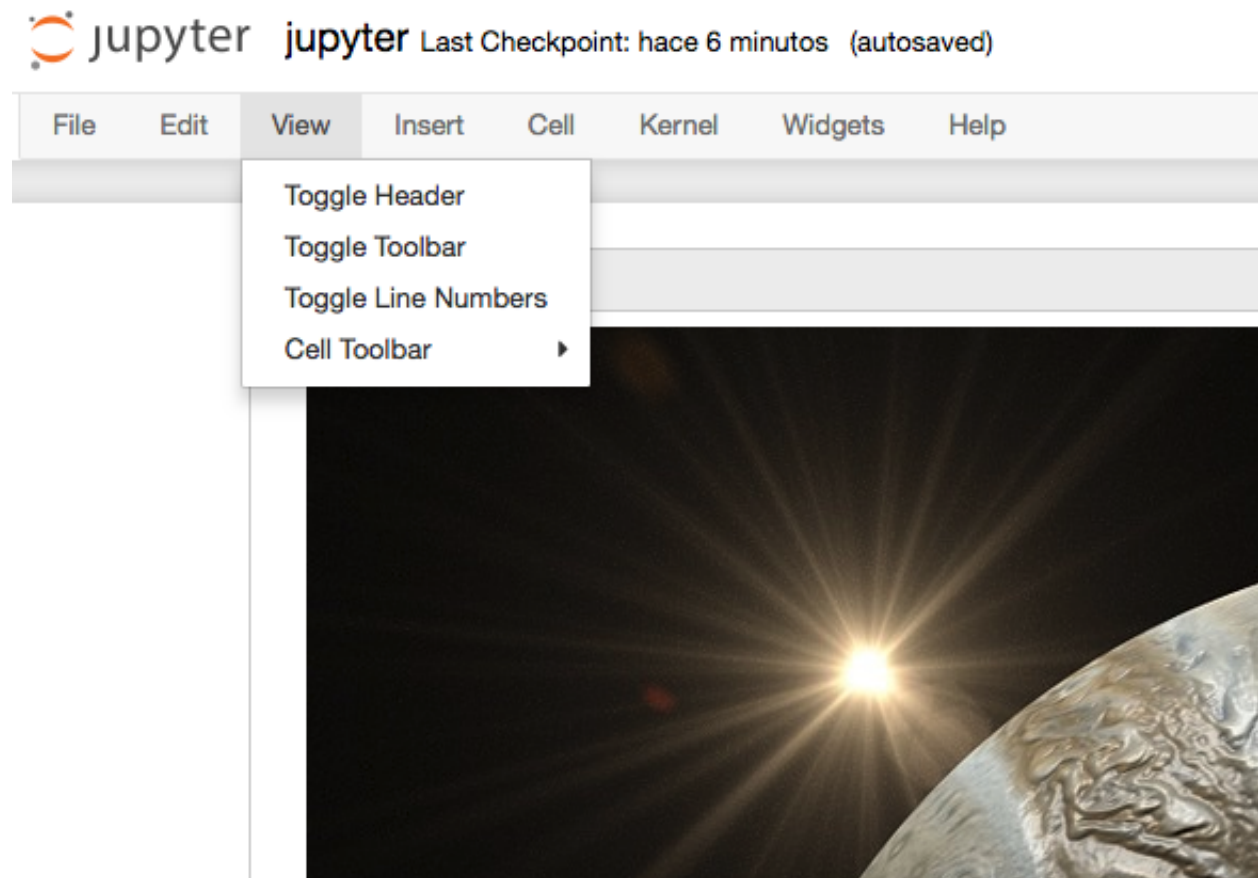 jupyter jupyter Last Checkpoint: hace 6 minutos (autosaved)
File Edit View Insert Cell Kernel Widgets Help
Toggle Header
Toggle Toolbar
Toggle Line Numbers
Cell Toolbar